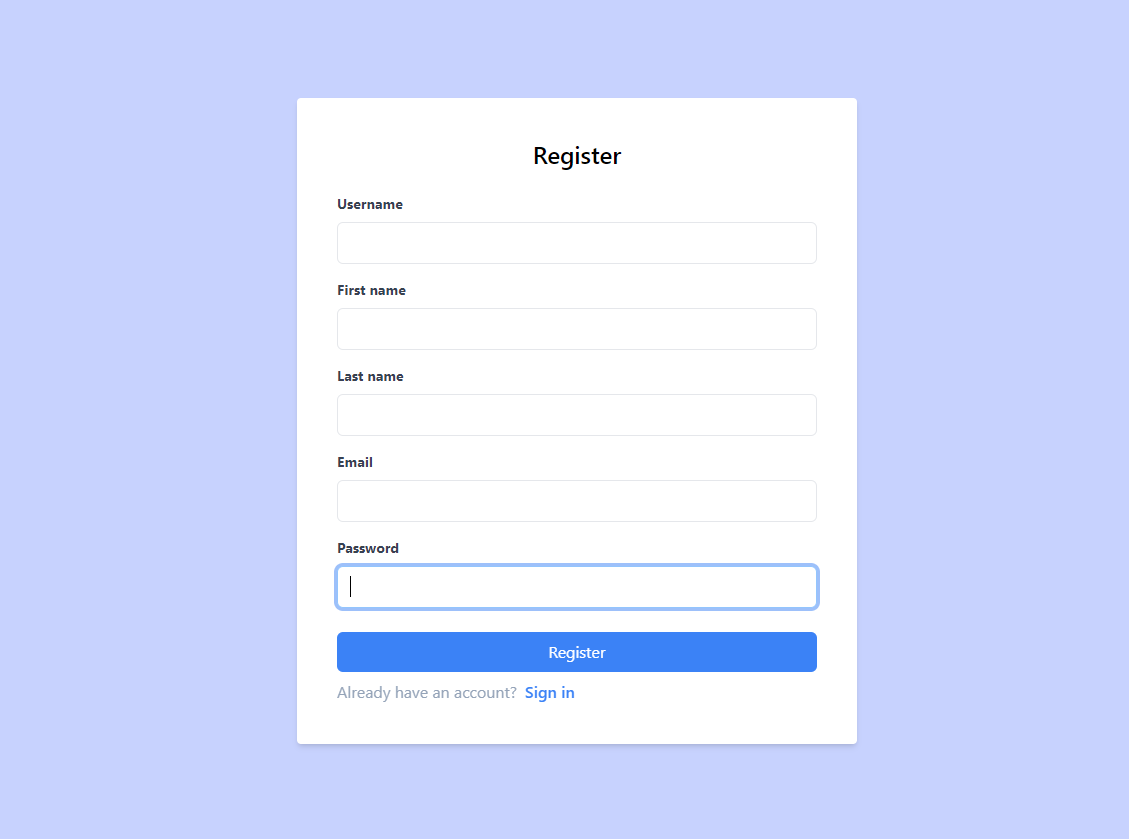 Register
Username
First name
Last name
Email
Password
Register
Already have an account? Sign in